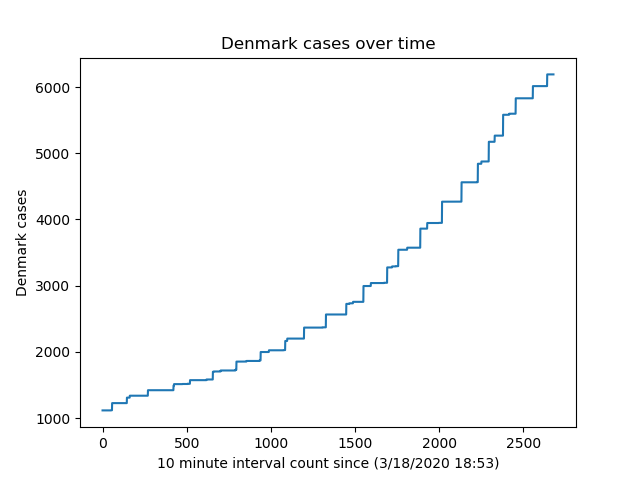 Denmark cases over time
6000
5000
4000
3000
2000
1000
Denmark cases
0 500 1000 1500 2000 2500
10 minute interval count since (3/18/2020 18:53)